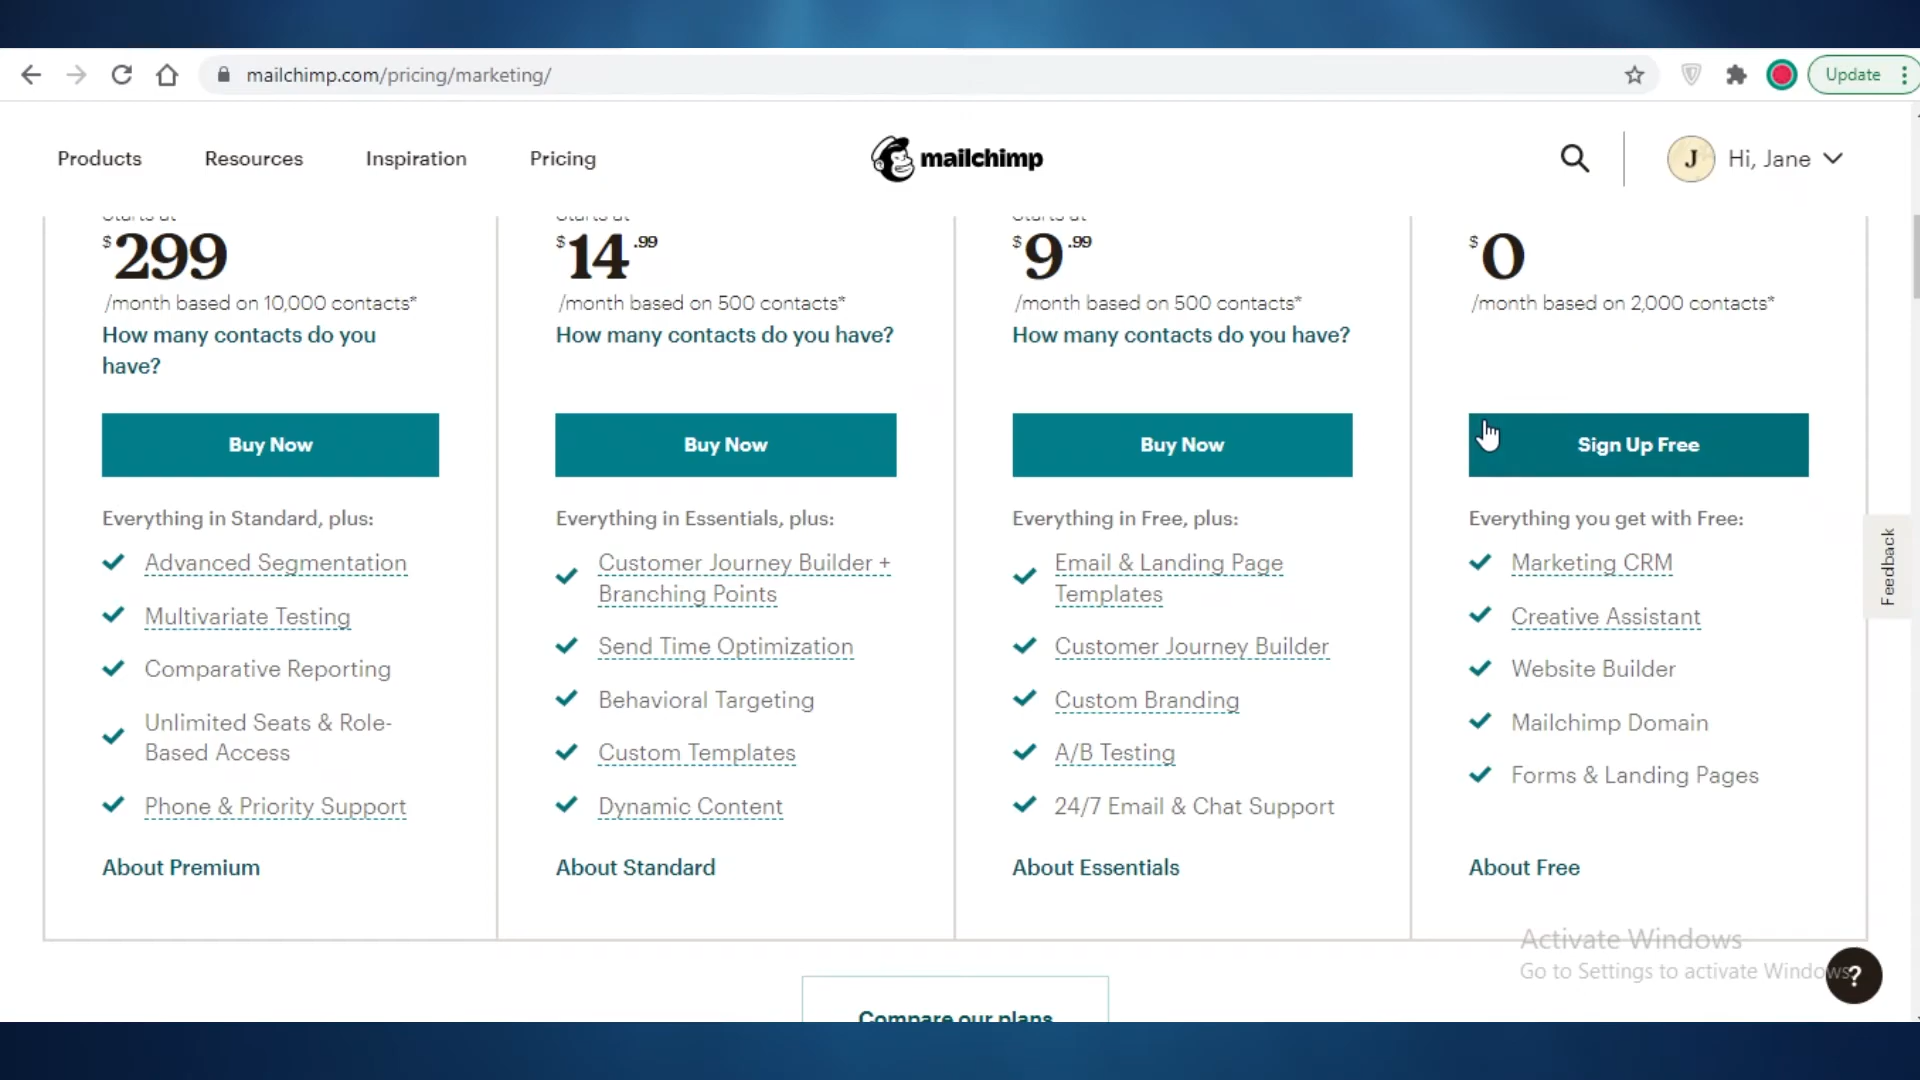 mailchimp.com/pricing/marketing/
Update
Products
Resources
Inspiration
Pricing
mailchimp
J
Hi, Jane
Starts at
$299
/month based on 10,000 contacts*
How many contacts do you
have?
Buy Now
Everything in Standard, plus:
Advanced Segmentation
Multivariate Testing
Comparative Reporting
Unlimited Seats & Role-
Based Access
Phone & Priority Support
About Premium
Starts at
$14.99
/month based on 500 contacts*
How many contacts do you have?
Buy Now
Everything in Essentials, plus:
Customer Journey Builder +
Branching Points
Send Time Optimization
Behavioral Targeting
Custom Templates
Dynamic Content
About Standard
Starts at
$9.99
/month based on 500 contacts*
How many contacts do you have?
Buy Now
Everything in Free, plus:
Email & Landing Page
Templates
Customer Journey Builder
Custom Branding
A/B Testing
24/7 Email & Chat Support
About Essentials
$0
/month based on 2,000 contacts*
Sign Up Free
Everything you get with Free:
Marketing CRM
Creative Assistant
Website Builder
Mailchimp Domain
Forms & Landing Pages
About Free
Feedback
Activate Windows
Go to Settings to activate Windows.
?
Compare our plans